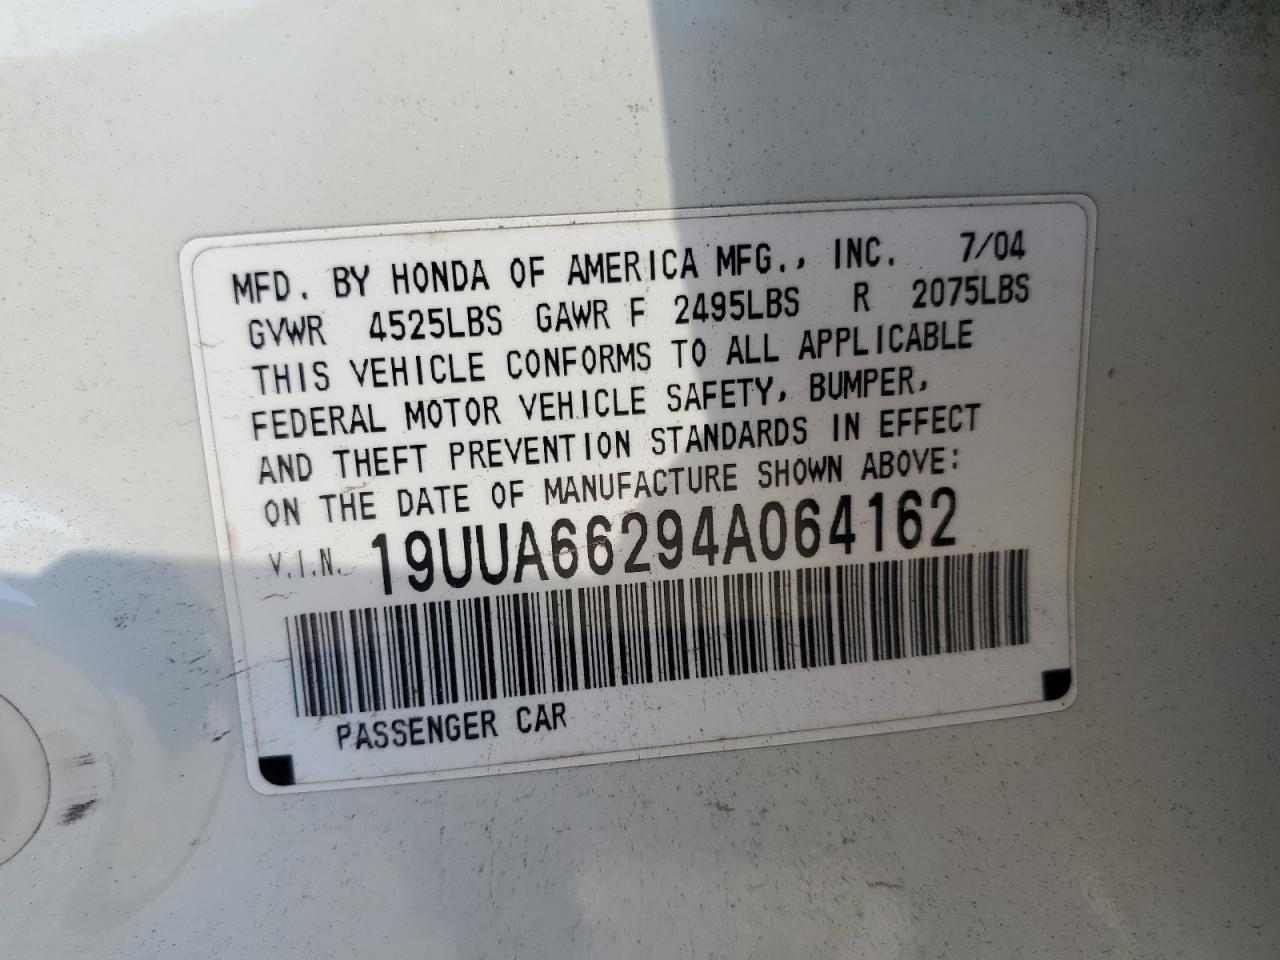 MFD. BY HONDA OF AMERICA MFG., INC. 7/04
GVWR 4525LBS GAWR F 2495LBS R 2075LBS
THIS VEHICLE CONFORMS TO ALL APPLICABLE
FEDERAL MOTOR VEHICLE SAFETY, BUMPER,
AND THEFT PREVENTION STANDARDS IN EFFECT
ON THE DATE OF MANUFACTURE SHOWN ABOVE:
V.I.N. 19UUA66294A064162
PASSENGER CAR